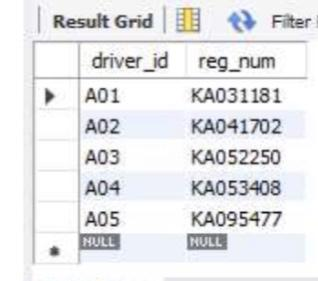 Result Grid Filter
driver_id reg_num
A01 KA031181
A02 KA041702
A03 KA052250
A04 KA053408
A05 KA095477
NULL NULL